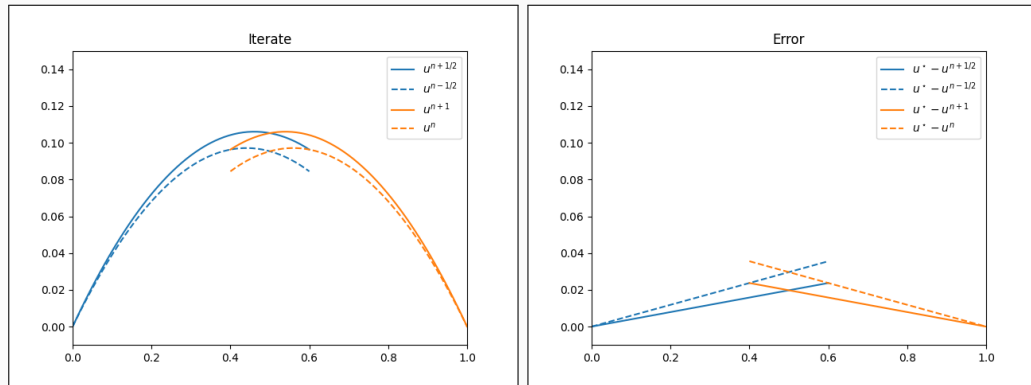 Iterate
0.14
0.12
0.10
0.08
0.06
0.04
0.02
0.00
0.0 0.2 0.4 0.6 0.8 1.0
u^{n+1/2}
u^{n−1/2}
u^{n+1}
u^{n}
Error
0.14
0.12
0.10
0.08
0.06
0.04
0.02
0.00
0.0 0.2 0.4 0.6 0.8 1.0
u^{⋆} − u^{n+1/2}
u^{⋆} − u^{n−1/2}
u^{⋆} − u^{n+1}
u^{⋆} − u^{n}